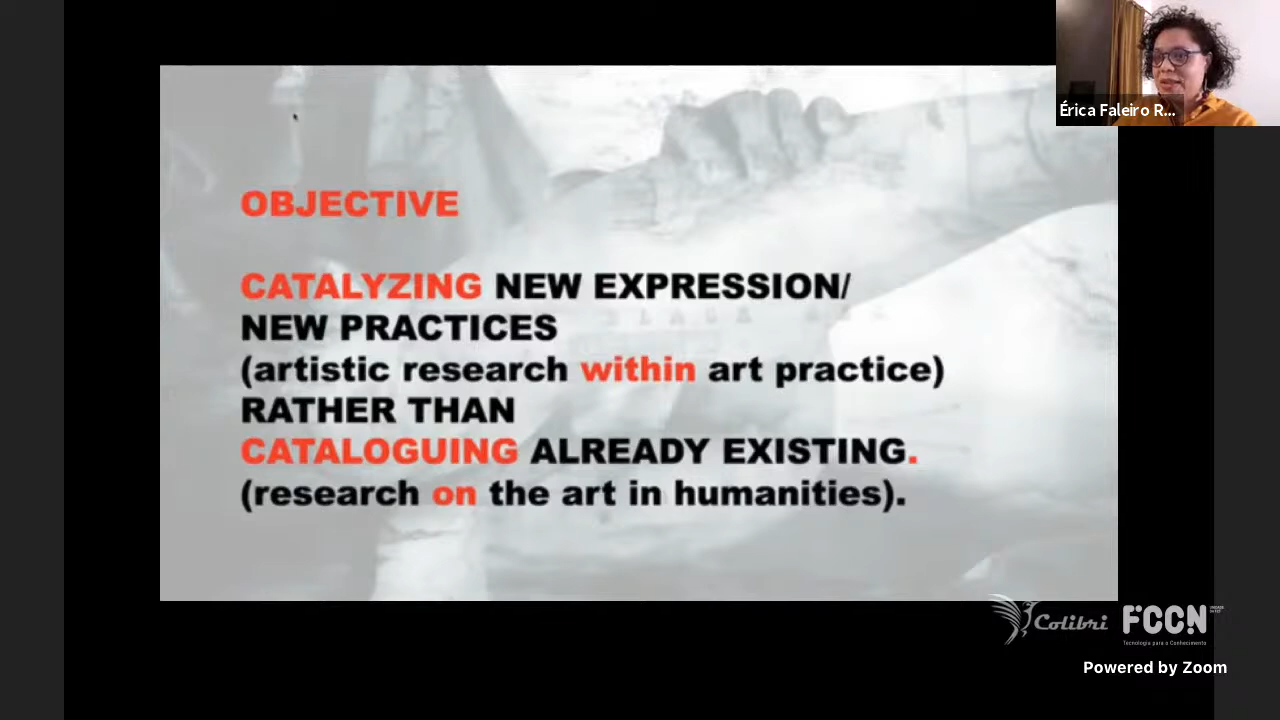 Érica Faleiro R...
OBJECTIVE
CATALYZING NEW EXPRESSION/
NEW PRACTICES
(artistic research within art practice)
RATHER THAN
CATALOGUING ALREADY EXISTING.
(research on the art in humanities).
Colibri FCCN
Tecnologia para o Conhecimento
Powered by Zoom